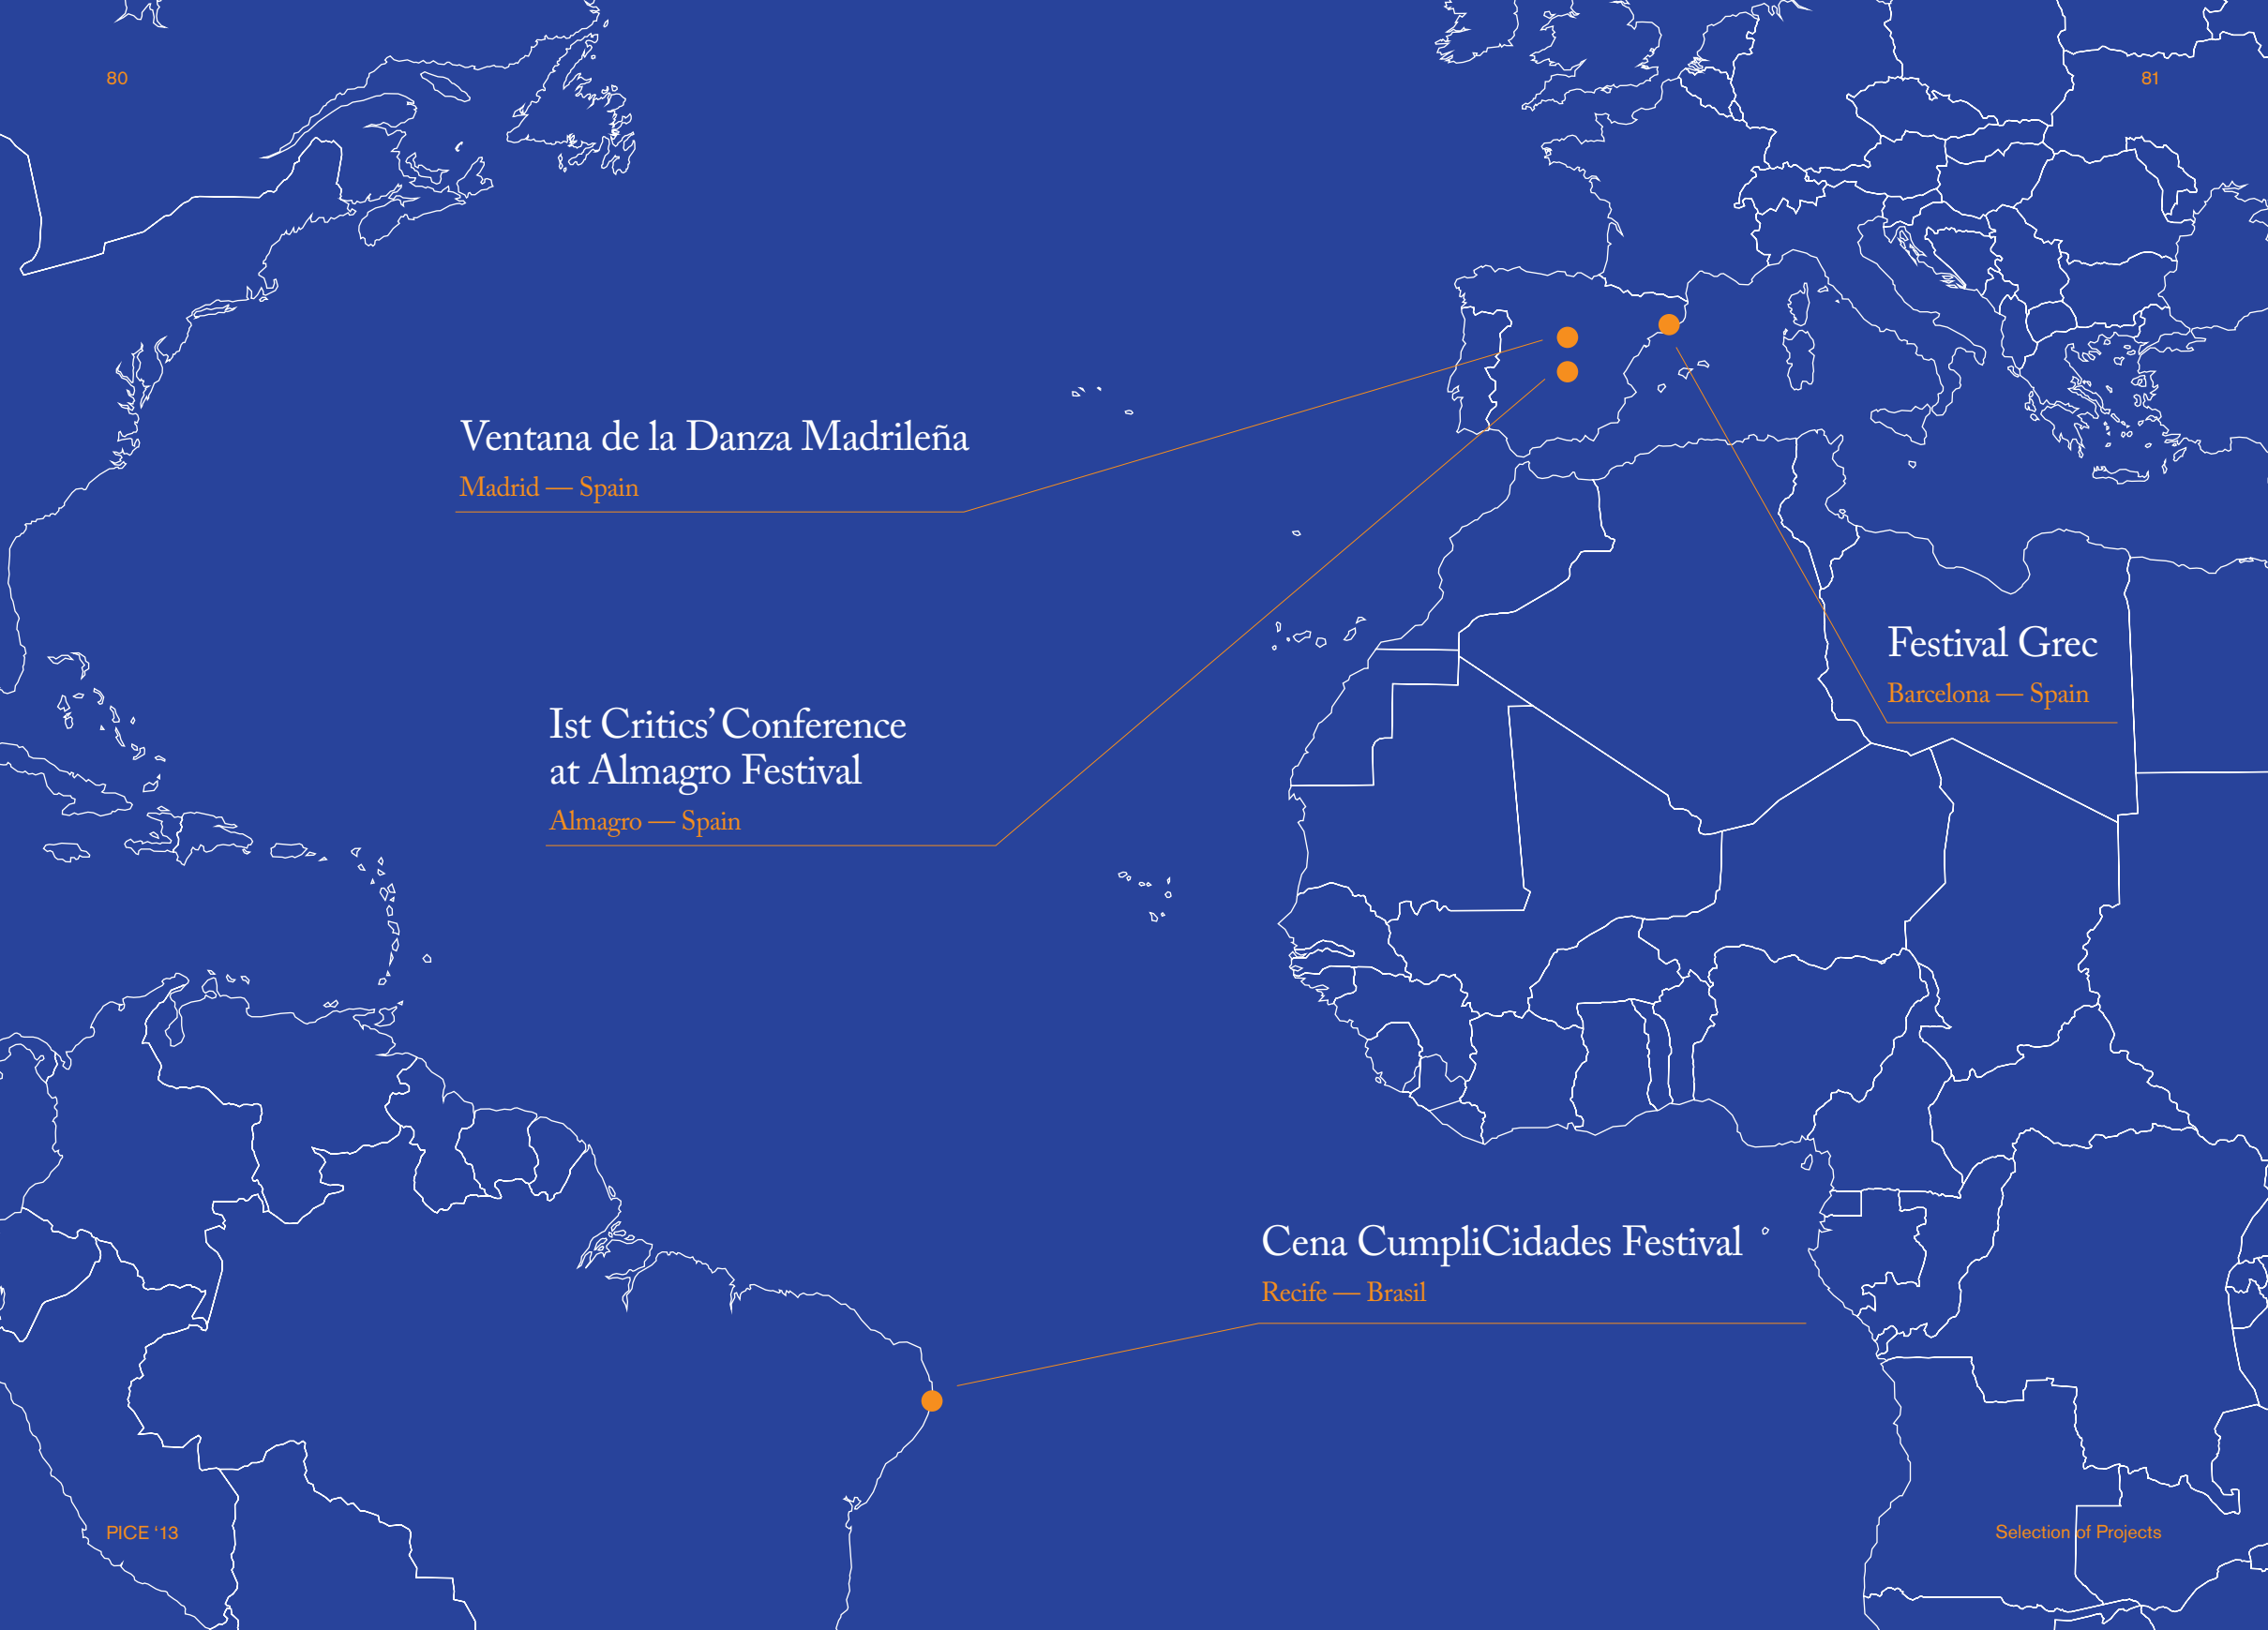 80
81
Ventana de la Danza Madrileña
Madrid — Spain
Ist Critics’ Conference
at Almagro Festival
Almagro — Spain
Festival Grec
Barcelona — Spain
Cena CumpliCidades Festival
Recife — Brasil
PICE ‘13
Selection of Projects